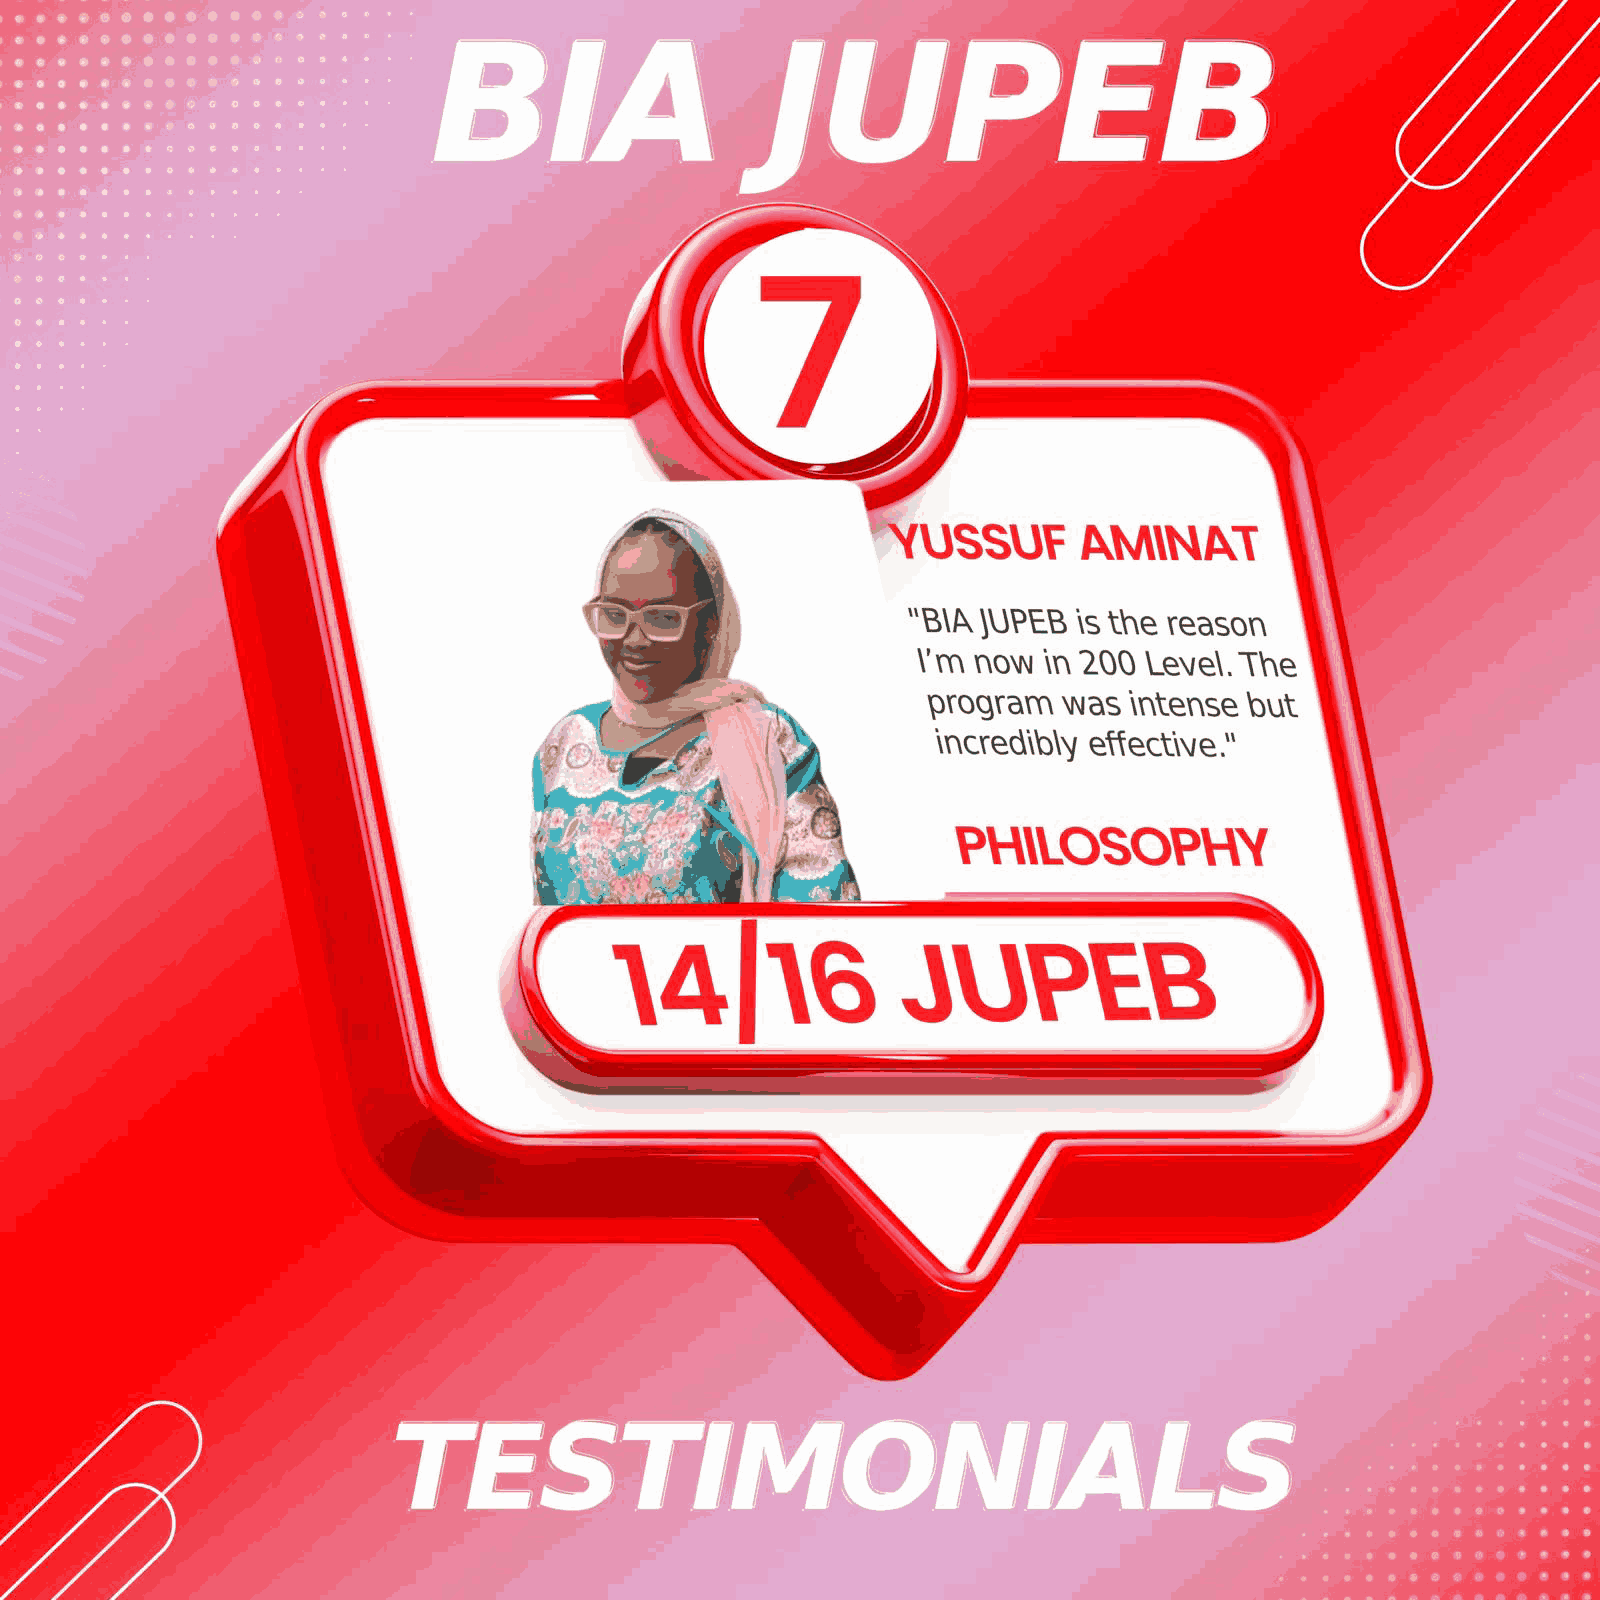 BIA JUPEB
7
YUSSUF AMINAT
"BIA JUPEB is the reason
I’m now in 200 Level. The
program was intense but
incredibly effective."
PHILOSOPHY
14/16 JUPEB
TESTIMONIALS